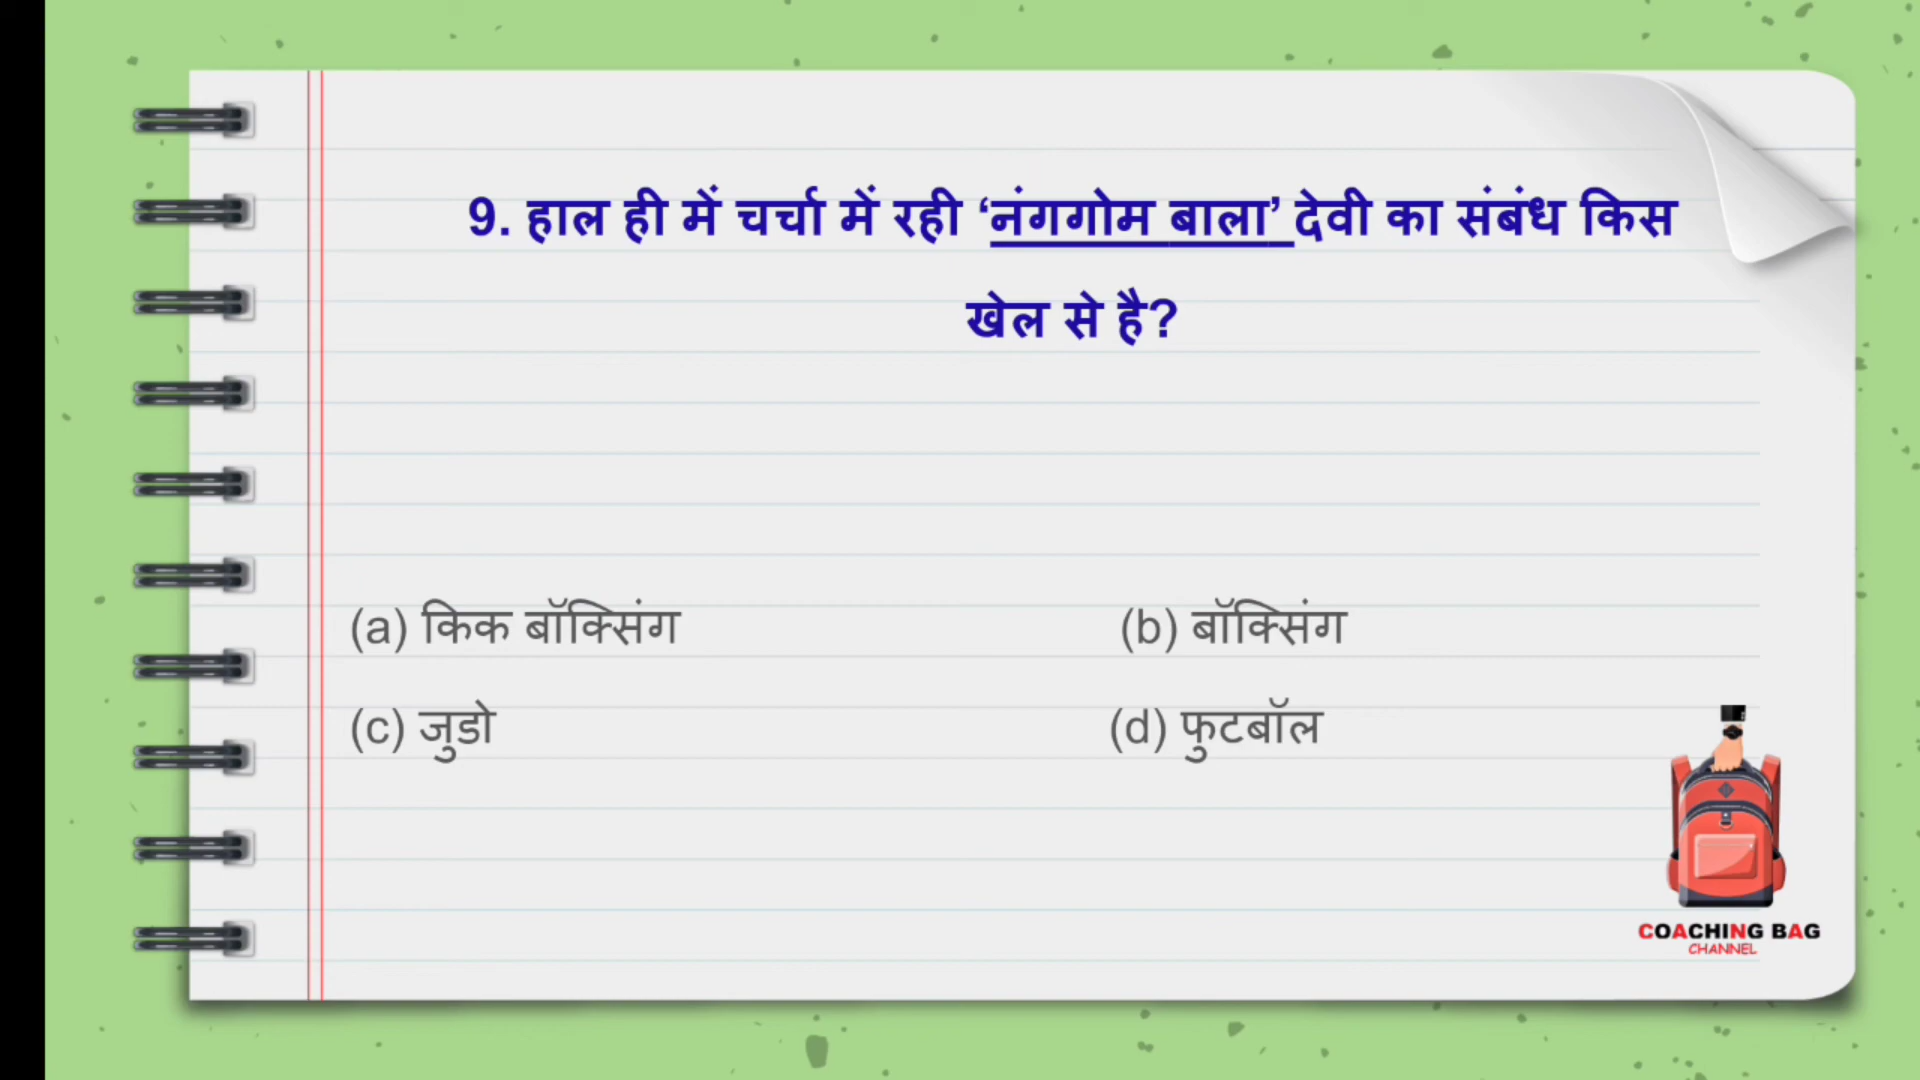 9. हाल ही में चर्चा में रही ‘नंगगोम बाला’ देवी का संबंध किस
खेल से है?
(a) किक बॉक्सिंग (b) बॉक्सिंग
(c) जुडो (d) फुटबॉल
COACHING BAG
CHANNEL